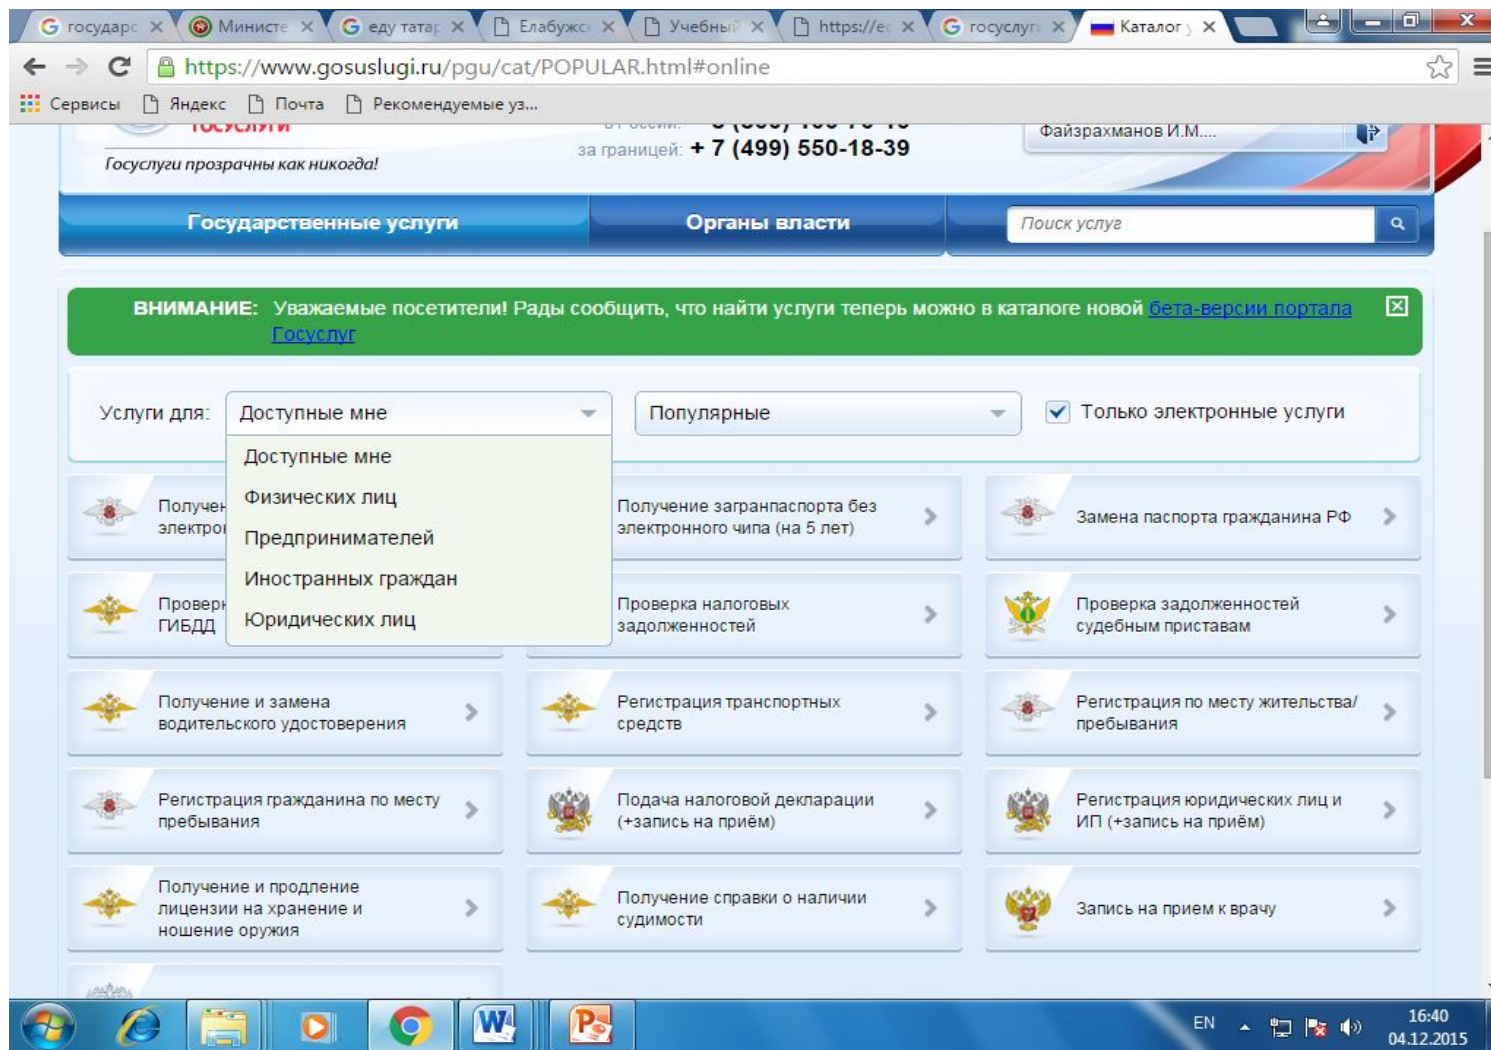 государс
Министе
еду татар
Елабужск
Учебный
https://ec
госуслуги
Каталог у
https://www.gosuslugi.ru/pgu/cat/POPULAR.html#online
Сервисы Яндекс Почта Рекомендуемые уз...
госуслуги
Госуслуги прозрачны как никогда!
за границей: + 7 (499) 550-18-39
Файзрахманов И.М....
Государственные услуги
Органы власти
Поиск услуг
ВНИМАНИЕ: Уважаемые посетители! Рады сообщить, что найти услуги теперь можно в каталоге новой бета-версии портала
Госуслуг
Услуги для:
Доступные мне
Популярные
Только электронные услуги
Доступные мне
Физических лиц
Предпринимателей
Иностранных граждан
Юридических лиц
Получен
электрон
Получение загранпаспорта без
электронного чипа (на 5 лет)
Замена паспорта гражданина РФ
Проверк
ГИБДД
Проверка налоговых
задолженностей
Проверка задолженностей
судебным приставам
Получение и замена
водительского удостоверения
Регистрация транспортных
средств
Регистрация по месту жительства/
пребывания
Регистрация гражданина по месту
пребывания
Подача налоговой декларации
(+запись на приём)
Регистрация юридических лиц и
ИП (+запись на приём)
Получение и продление
лицензии на хранение и
ношение оружия
Получение справки о наличии
судимости
Запись на прием к врачу
EN
16:40
04.12.2015